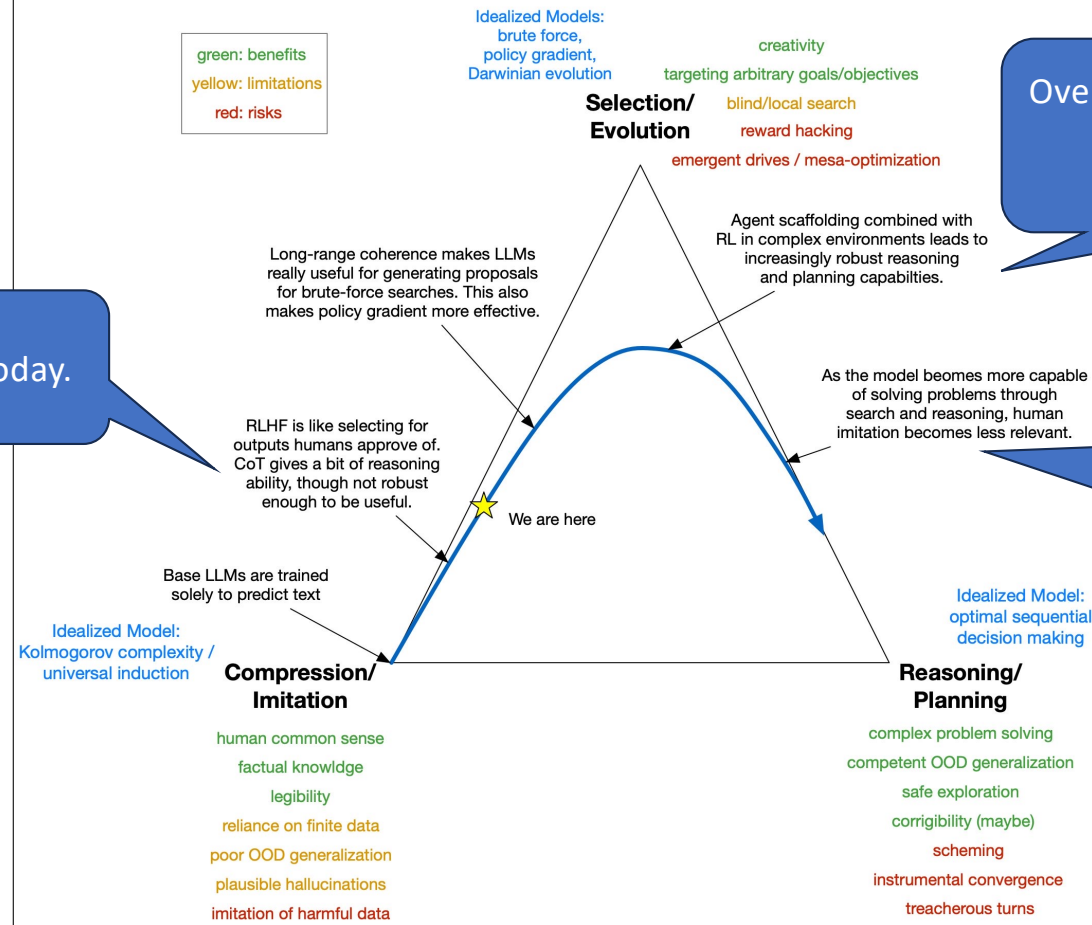 Idealized Models:
brute force,
policy gradient,
Darwinian evolution
green: benefits
yellow: limitations
red: risks
creativity
targeting arbitrary goals/objectives
blind/local search
reward hacking
emergent drives / mesa-optimization
Selection/
Evolution
Ove
Agent scaffolding combined with
RL in complex environments leads to
increasingly robust reasoning
and planning capabilties.
Long-range coherence makes LLMs
really useful for generating proposals
for brute-force searches. This also
makes policy gradient more effective.
oday.
As the model beomes more capable
of solving problems through
search and reasoning, human
imitation becomes less relevant.
RLHF is like selecting for
outputs humans approve of.
CoT gives a bit of reasoning
ability, though not robust
enough to be useful.
We are here
Base LLMs are trained
solely to predict text
Idealized Model:
Kolmogorov complexity /
universal induction
Idealized Model:
optimal sequential
decision making
Compression/
Imitation
human common sense
factual knowldge
legibility
reliance on finite data
poor OOD generalization
plausible hallucinations
imitation of harmful data
Reasoning/
Planning
complex problem solving
competent OOD generalization
safe exploration
corrigibility (maybe)
scheming
instrumental convergence
treacherous turns